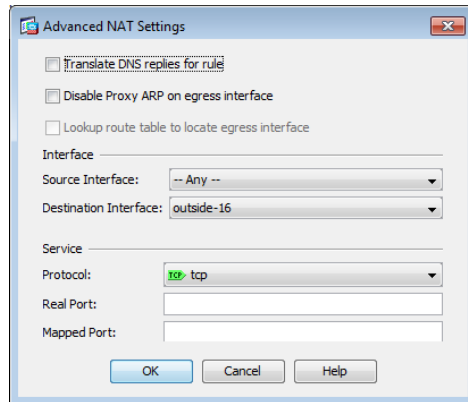 Advanced NAT Settings
Translate DNS replies for rule
Disable Proxy ARP on egress interface
Lookup route table to locate egress interface
Interface
Source Interface: -- Any --
Destination Interface: outside-16
Service
Protocol: TCP tcp
Real Port:
Mapped Port:
OK Cancel Help